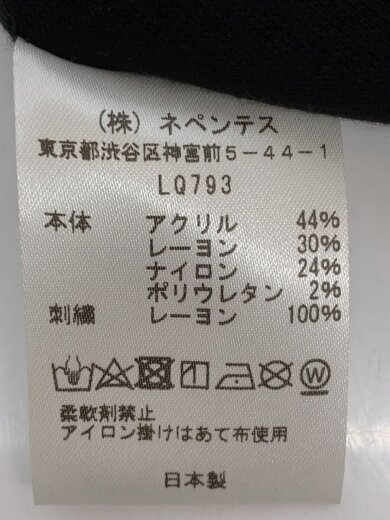 (株) ネペンテス
東京都渋谷区神宮前5-44-1
LQ793
本体 アクリル 44%
レーヨン 30%
ナイロン 24%
ポリウレタン 2%
刺繍 レーヨン 100%
W
柔軟剤禁止
アイロン掛けはあて布使用
日本製